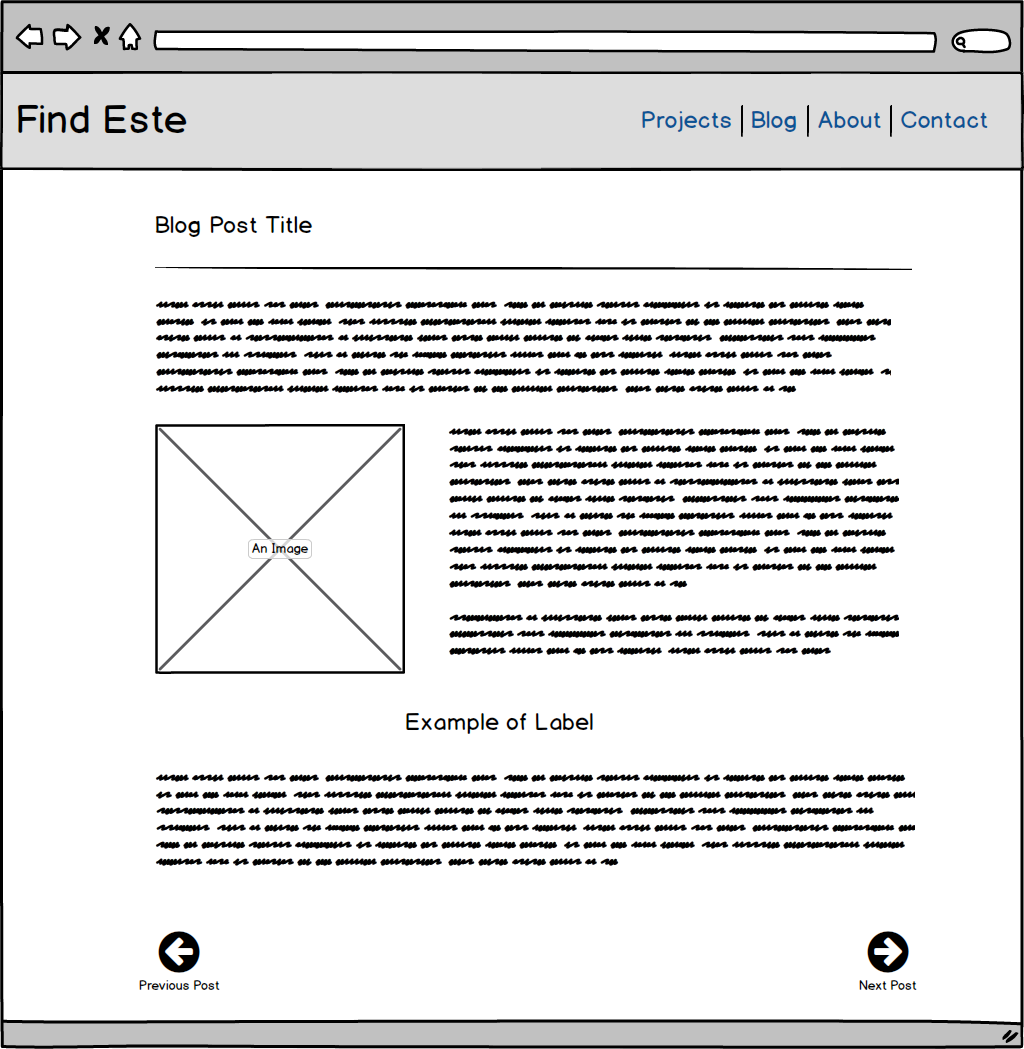 Find Este
Projects | Blog | About | Contact
Blog Post Title
An Image
Example of Label
Previous Post
Next Post